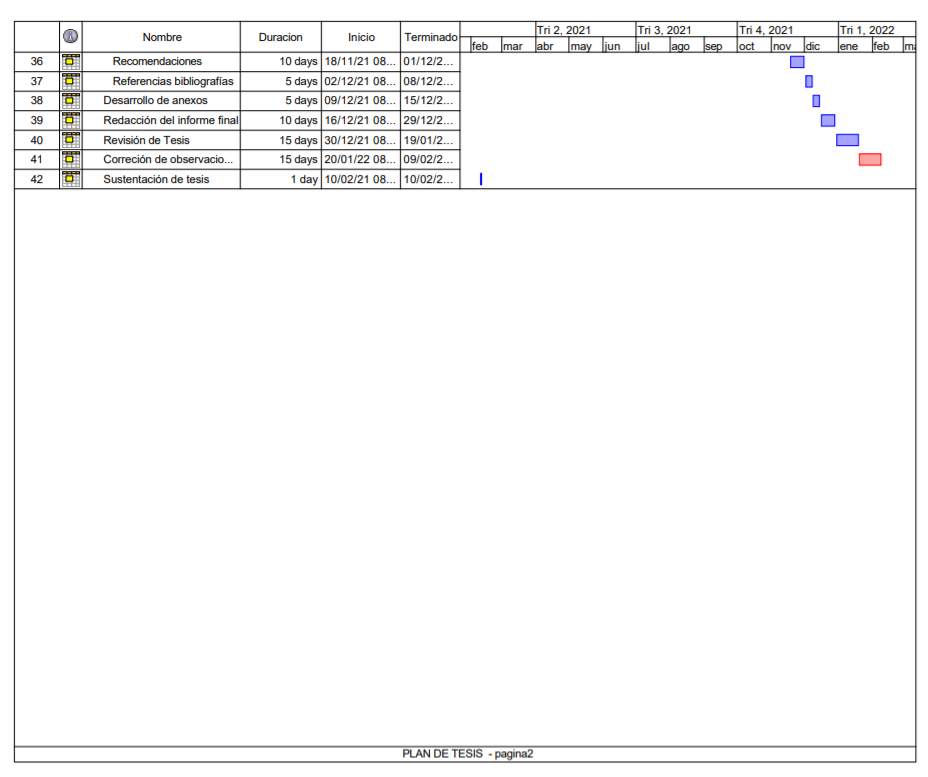 Tri 2, 2021 Tri 3, 2021 Tri 4, 2021 Tri 1, 2022
Nombre Duracion Inicio Terminado
feb mar abr may jun jul ago sep oct nov dic ene feb ma
36 Recomendaciones 10 days 18/11/21 08... 01/12/2...
37 Referencias bibliografías 5 days 02/12/21 08... 08/12/2...
38 Desarrollo de anexos 5 days 09/12/21 08... 15/12/2...
39 Redacción del informe final 10 days 16/12/21 08... 29/12/2...
40 Revisión de Tesis 15 days 30/12/21 08... 19/01/2...
41 Correción de observacio... 15 days 20/01/22 08... 09/02/2...
42 Sustentación de tesis 1 day 10/02/21 08... 10/02/2...
PLAN DE TESIS - pagina2